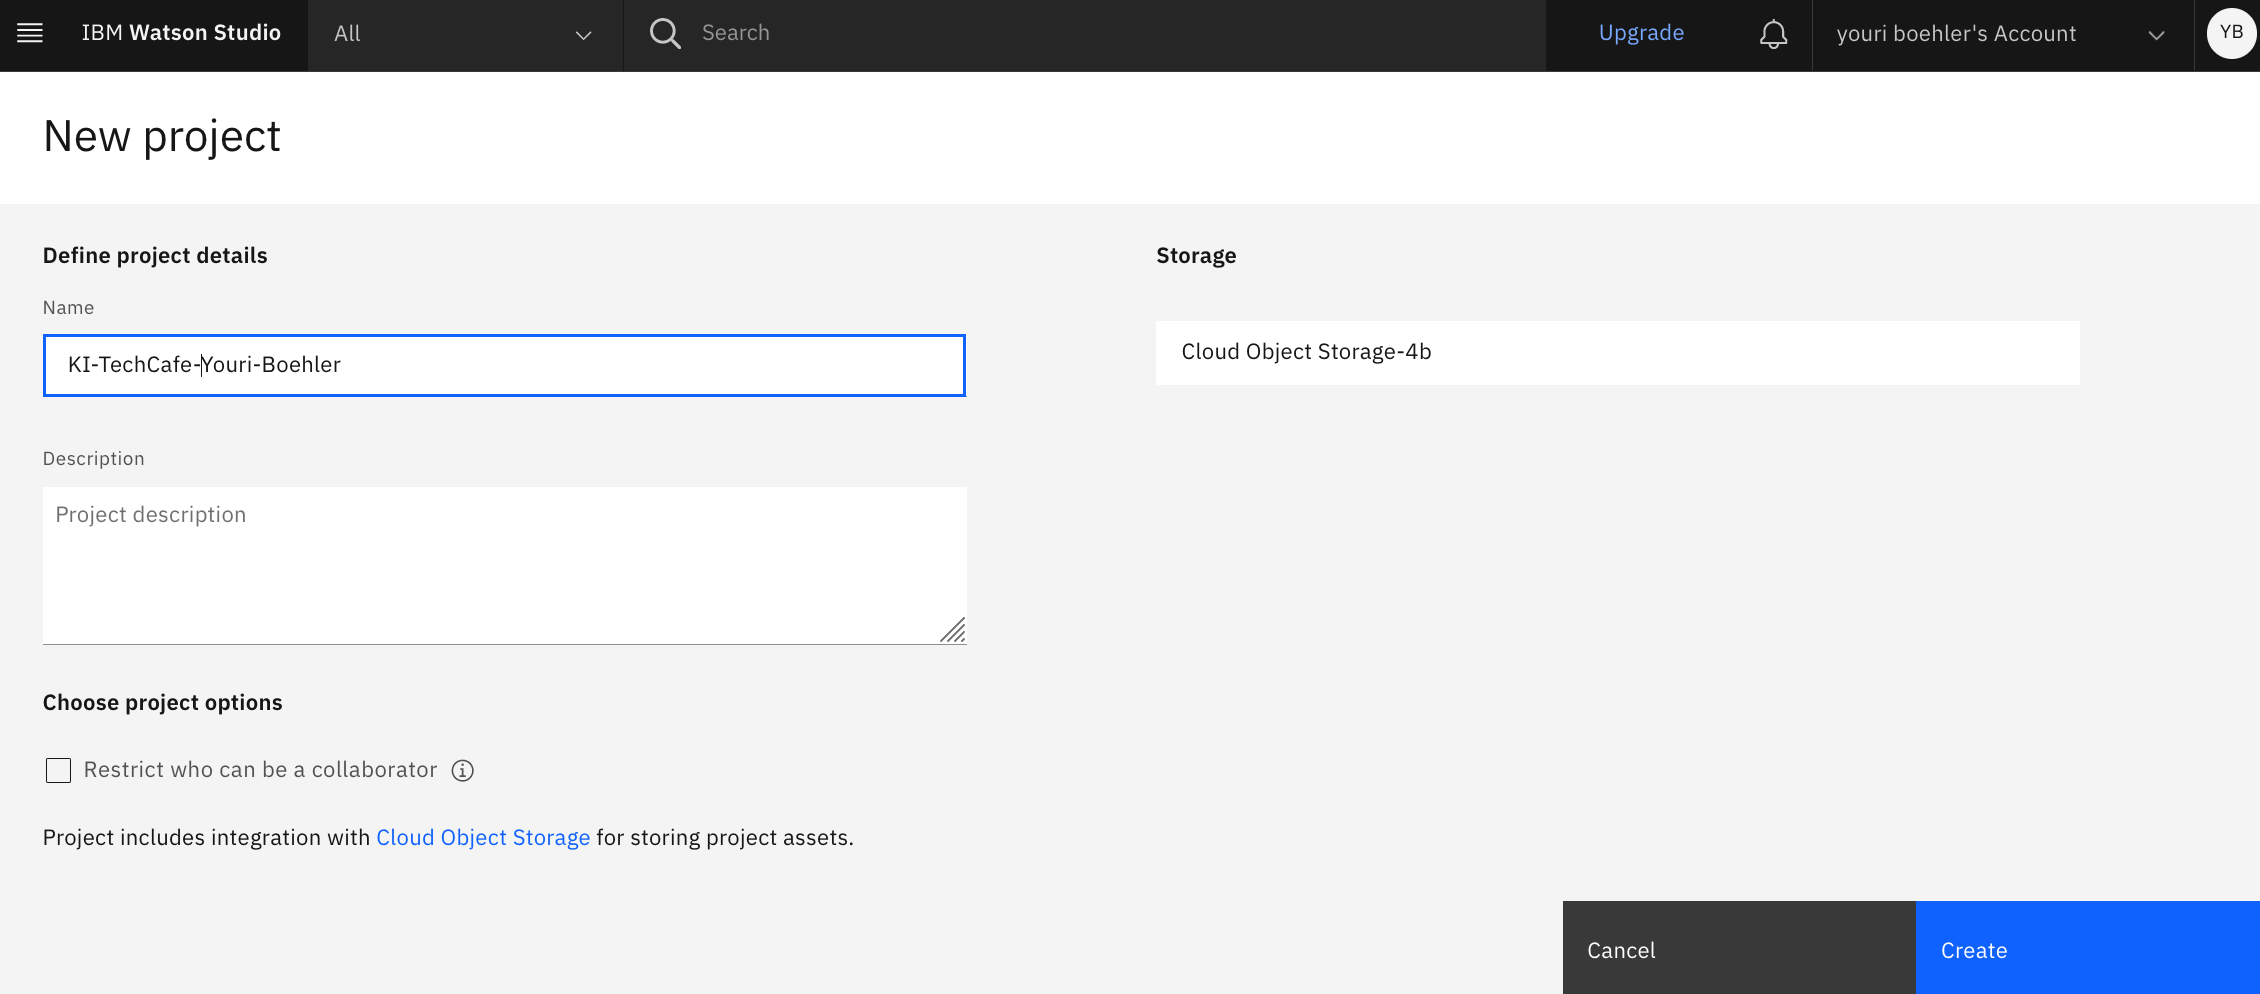 IBM Watson Studio
All
Search
Upgrade
youri boehler's Account
YB
New project
Define project details
Name
KI-TechCafe-Youri-Boehler
Description
Project description
Choose project options
Restrict who can be a collaborator
Project includes integration with Cloud Object Storage for storing project assets.
Storage
Cloud Object Storage-4b
Cancel
Create